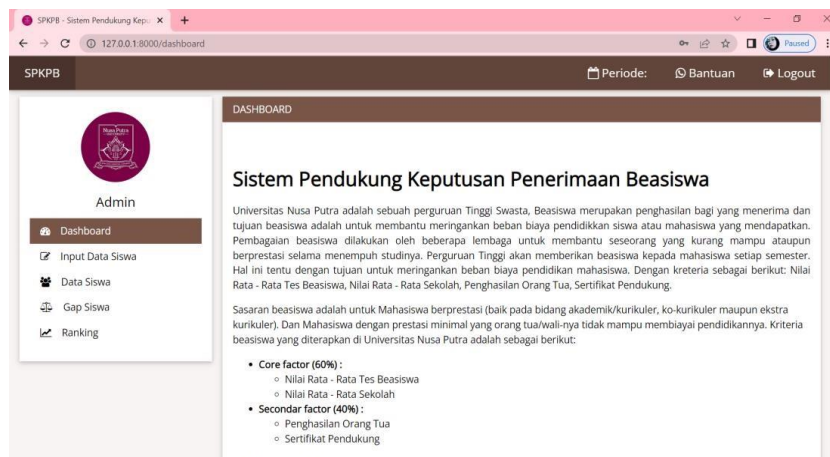 SPKPB - Sistem Pendukung Kepu
127.0.0.1:8000/dashboard
Paused
SPKPB
Periode:
Bantuan
Logout
Nusa Putra
Admin
Dashboard
Input Data Siswa
Data Siswa
Gap Siswa
Ranking
DASHBOARD
Sistem Pendukung Keputusan Penerimaan Beasiswa
Universitas Nusa Putra adalah sebuah perguruan Tinggi Swasta, Beasiswa merupakan penghasilan bagi yang menerima dan
tujuan beasiswa adalah untuk membantu meringankan beban biaya pendidikkan siswa atau mahasiswa yang mendapatkan.
Pembagaian beasiswa dilakukan oleh beberapa lembaga untuk membantu seseorang yang kurang mampu ataupun
berprestasi selama menempuh studinya. Perguruan Tinggi akan memberikan beasiswa kepada mahasiswa setiap semester.
Hal ini tentu dengan tujuan untuk meringankan beban biaya pendidikan mahasiswa. Dengan kreteria sebagai berikut: Nilai
Rata - Rata Tes Beasiswa, Nilai Rata - Rata Sekolah, Penghasilan Orang Tua, Sertifikat Pendukung.
Sasaran beasiswa adalah untuk Mahasiswa berprestasi (baik pada bidang akademik/kurikuler, ko-kurikuler maupun ekstra
kurikuler). Dan Mahasiswa dengan prestasi minimal yang orang tua/wali-nya tidak mampu membiayai pendidikannya. Kriteria
beasiswa yang diterapkan di Universitas Nusa Putra adalah sebagai berikut:
• Core factor (60%) :
◦ Nilai Rata - Rata Tes Beasiswa
◦ Nilai Rata - Rata Sekolah
• Secondar factor (40%) :
◦ Penghasilan Orang Tua
◦ Sertifikat Pendukung